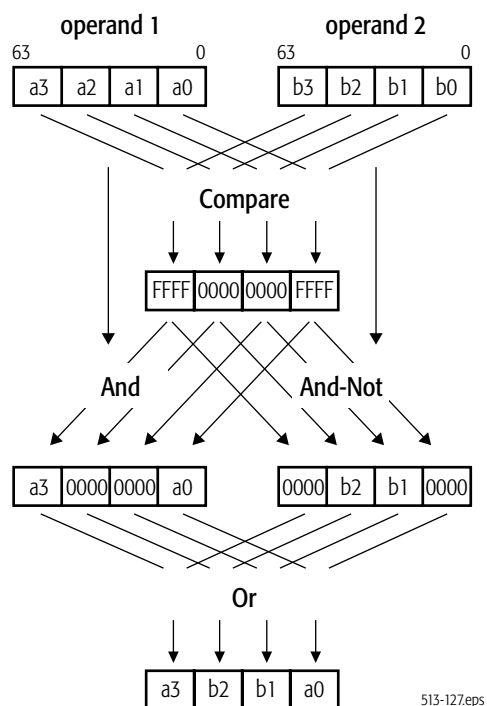 operand 1 operand 2
63 0 63 0
a3 a2 a1 a0 b3 b2 b1 b0
Compare
FFFF 0000 0000 FFFF
And And-Not
a3 0000 0000 a0 0000 b2 b1 0000
Or
a3 b2 b1 a0
513-127.eps